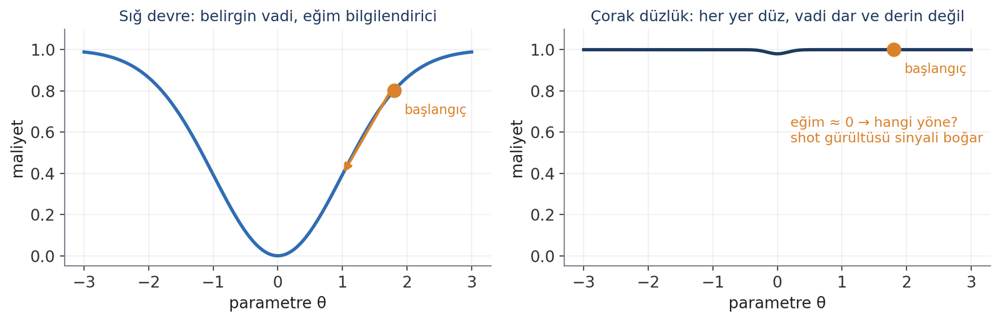 Sığ devre: belirgin vadi, eğim bilgilendirici
maliyet
1.0
0.8
0.6
0.4
0.2
0.0
başlangıç
−3
−2
−1
0
1
2
3
parametre θ
Çorak düzlük: her yer düz, vadi dar ve derin değil
maliyet
1.0
0.8
0.6
0.4
0.2
0.0
başlangıç
eğim ≈ 0 → hangi yöne?
shot gürültüsü sinyali boğar
−3
−2
−1
0
1
2
3
parametre θ